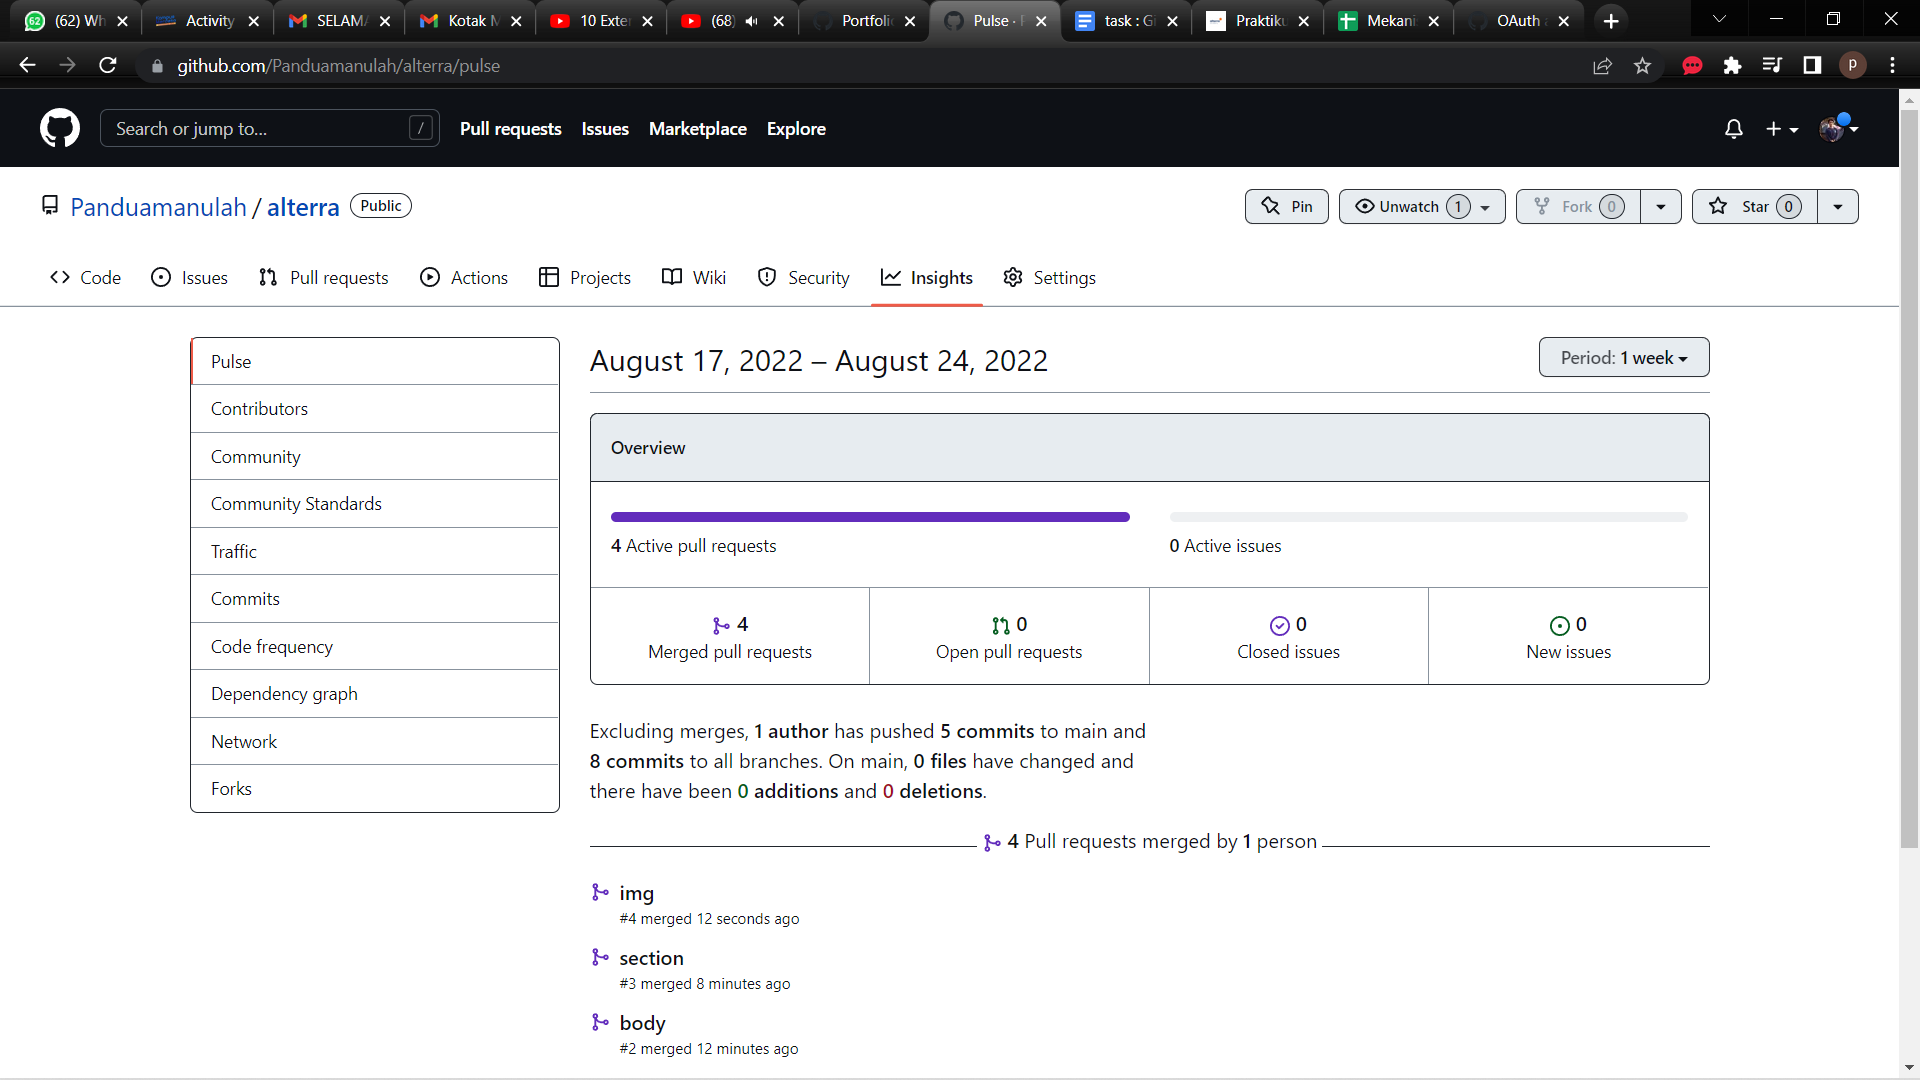 (62) Wh
Activity
SELAMA
Kotak M
10 Exter
(68)
Portfoli
Pulse · P
task : Gi
Praktiku
Mekani
OAuth a
github.com/Panduamanulah/alterra/pulse
p
Search or jump to...
/
Pull requests
Issues
Marketplace
Explore
Panduamanulah / alterra
Public
Pin
Unwatch 1
Fork 0
Star 0
Code
Issues
Pull requests
Actions
Projects
Wiki
Security
Insights
Settings
Pulse
Contributors
Community
Community Standards
Traffic
Commits
Code frequency
Dependency graph
Network
Forks
August 17, 2022 – August 24, 2022
Period: 1 week
Overview
4 Active pull requests
0 Active issues
4
Merged pull requests
0
Open pull requests
0
Closed issues
0
New issues
Excluding merges, 1 author has pushed 5 commits to main and
8 commits to all branches. On main, 0 files have changed and
there have been 0 additions and 0 deletions.
4 Pull requests merged by 1 person
img
#4 merged 12 seconds ago
section
#3 merged 8 minutes ago
body
#2 merged 12 minutes ago